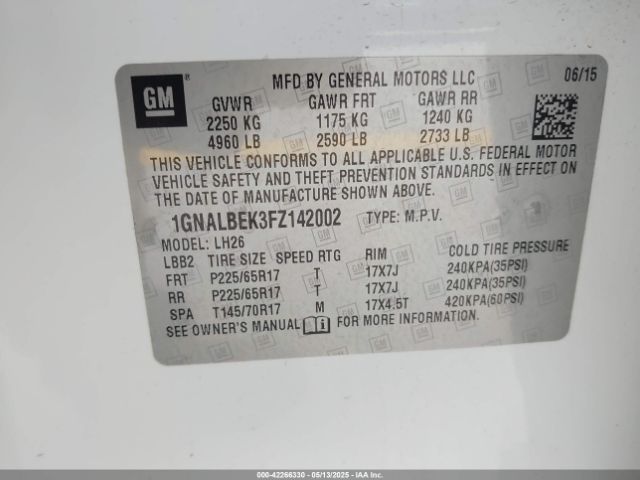 GM ®
MFD BY GENERAL MOTORS LLC 06/15
GVWR GAWR FRT GAWR RR
2250 KG 1175 KG 1240 KG
4960 LB 2590 LB 2733 LB
THIS VEHICLE CONFORMS TO ALL APPLICABLE U.S. FEDERAL MOTOR
VEHICLE SAFETY AND THEFT PREVENTION STANDARDS IN EFFECT ON
THE DATE OF MANUFACTURE SHOWN ABOVE.
1GNALBEK3FZ142002 TYPE: M.P.V.
MODEL: LH26
LBB2 TIRE SIZE SPEED RTG RIM COLD TIRE PRESSURE
FRT P225/65R17 T 17X7J 240KPA(35PSI)
RR P225/65R17 T 17X7J 240KPA(35PSI)
SPA T145/70R17 M 17X4.5T 420KPA(60PSI)
SEE OWNER'S MANUAL FOR MORE INFORMATION.
000-42266330 - 05/13/2025 - IAAI.COM